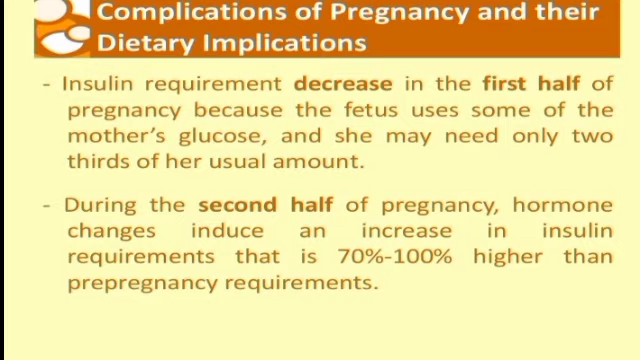 Complications of Pregnancy and their
Dietary Implications
- Insulin requirement decrease in the first half of
pregnancy because the fetus uses some of the
mother's glucose, and she may need only two
thirds of her usual amount.
- During the second half of pregnancy, hormone
changes induce an increase in insulin
requirements that is 70%-100% higher than
prepregnancy requirements.